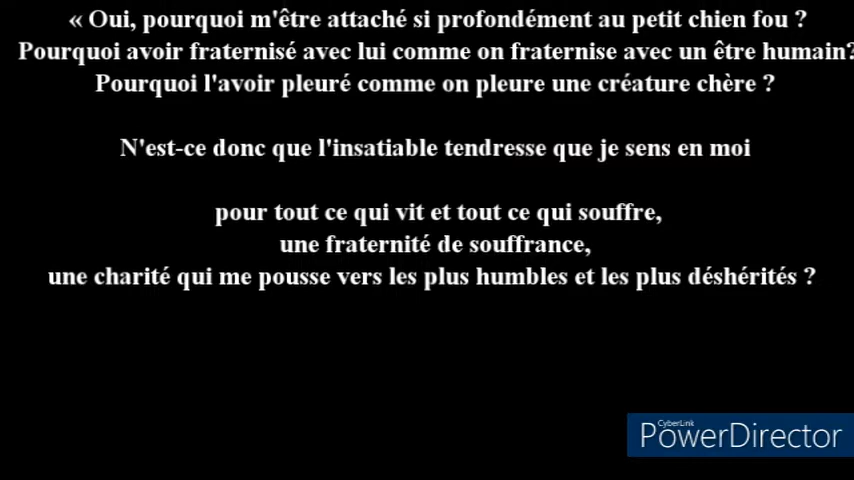 « Oui, pourquoi m'être attaché si profondément au petit chien fou ?
Pourquoi avoir fraternisé avec lui comme on fraternise avec un être humain?
Pourquoi l'avoir pleuré comme on pleure une créature chère ?
N'est-ce donc que l'insatiable tendresse que je sens en moi
pour tout ce qui vit et tout ce qui souffre,
une fraternité de souffrance,
une charité qui me pousse vers les plus humbles et les plus déshérités ?
CyberLink
PowerDirector